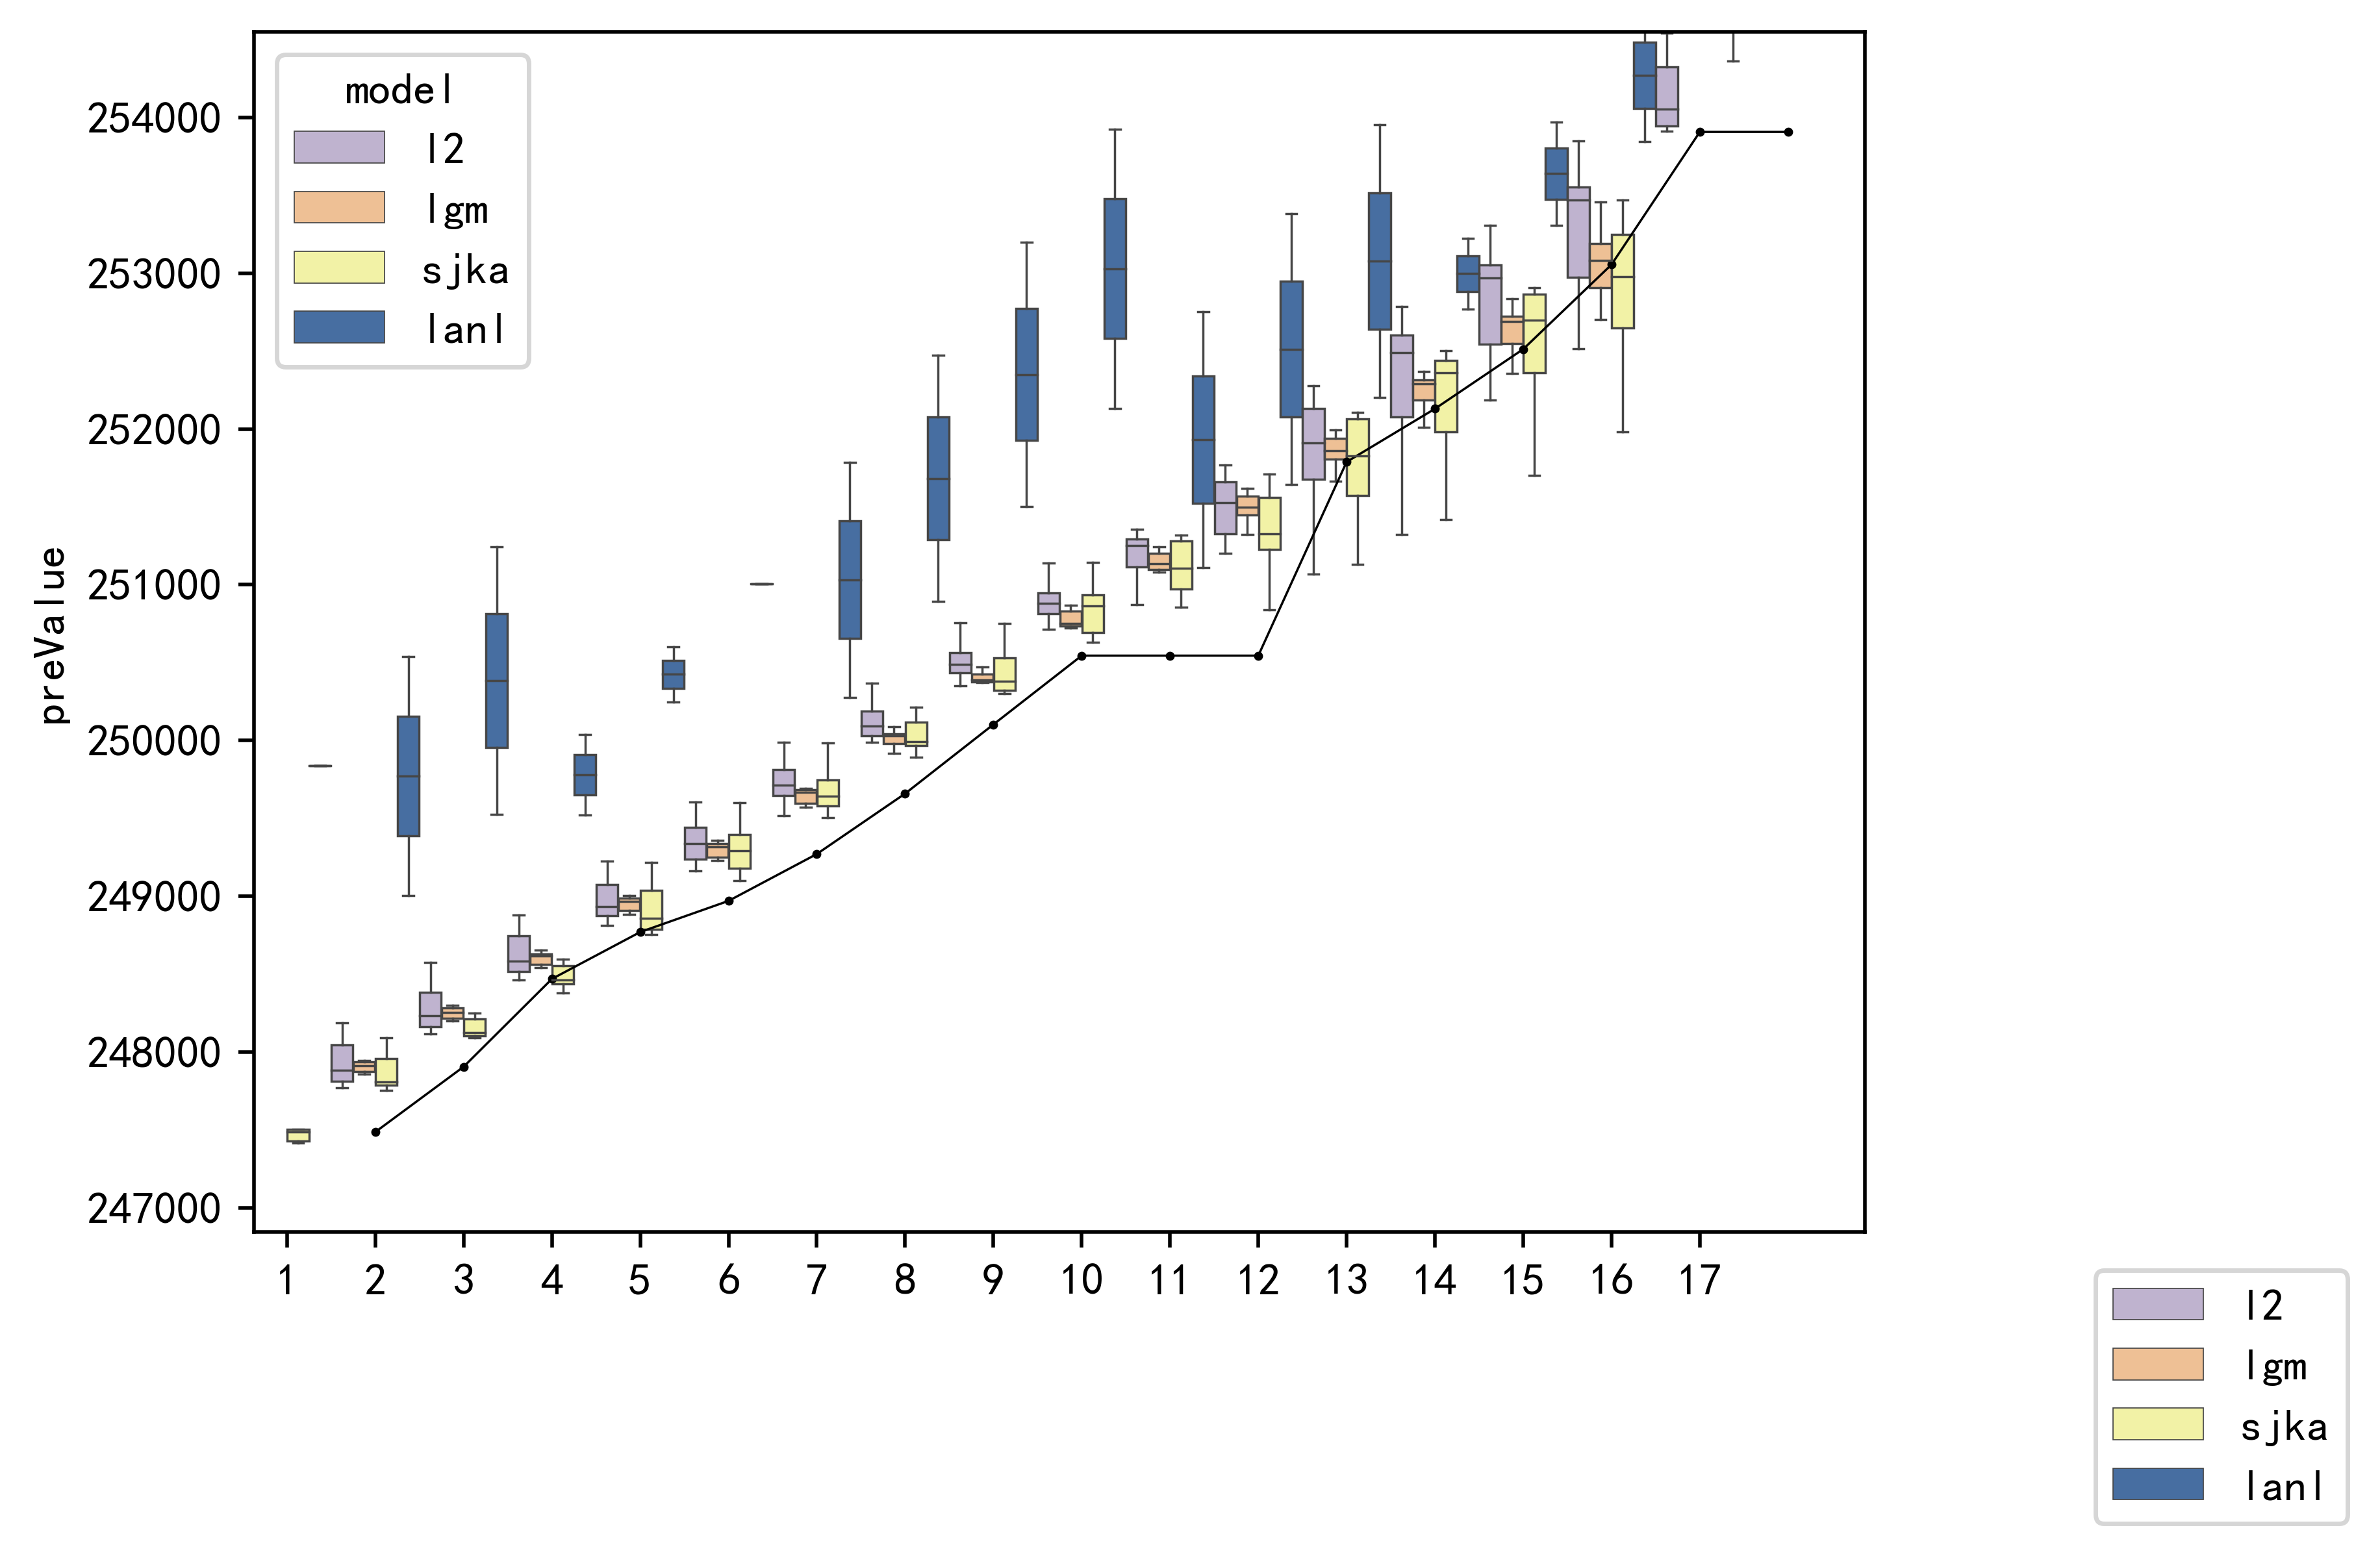 model
l2
lgm
sjka
lanl
254000
253000
252000
251000
250000
249000
248000
247000
preValue
1 2 3 4 5 6 7 8 9 10 11 12 13 14 15 16 17
l2
lgm
sjka
lanl